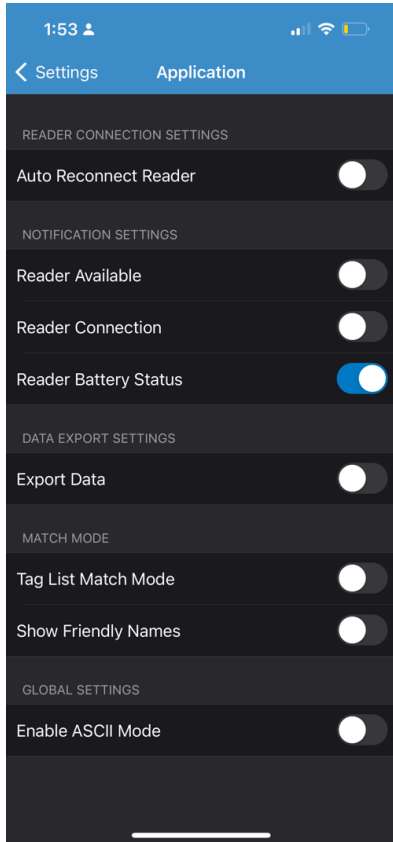 1:53
Settings
Application
READER CONNECTION SETTINGS
Auto Reconnect Reader
NOTIFICATION SETTINGS
Reader Available
Reader Connection
Reader Battery Status
DATA EXPORT SETTINGS
Export Data
MATCH MODE
Tag List Match Mode
Show Friendly Names
GLOBAL SETTINGS
Enable ASCII Mode